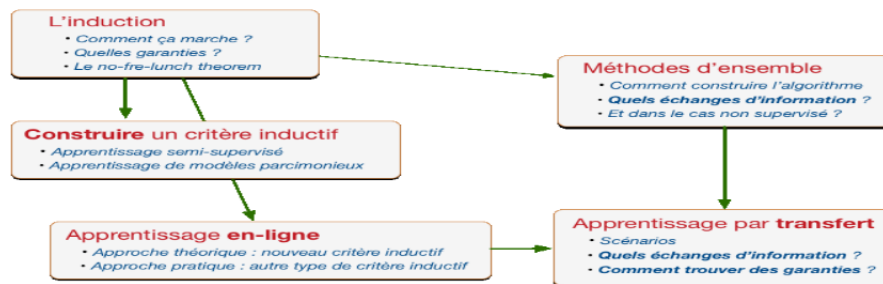 L'induction
• Comment ça marche ?
• Quelles garanties ?
• Le no-fre-lunch theorem
Méthodes d'ensemble
• Comment construire l'algorithme
• Quels échanges d'information ?
• Et dans le cas non supervisé ?
Construire un critère inductif
• Apprentissage semi-supervisé
• Apprentissage de modèles parcimonieux
Apprentissage en-ligne
• Approche théorique : nouveau critère inductif
• Approche pratique : autre type de critère inductif
Apprentissage par transfert
• Scénarios
• Quels échanges d'information ?
• Comment trouver des garanties ?